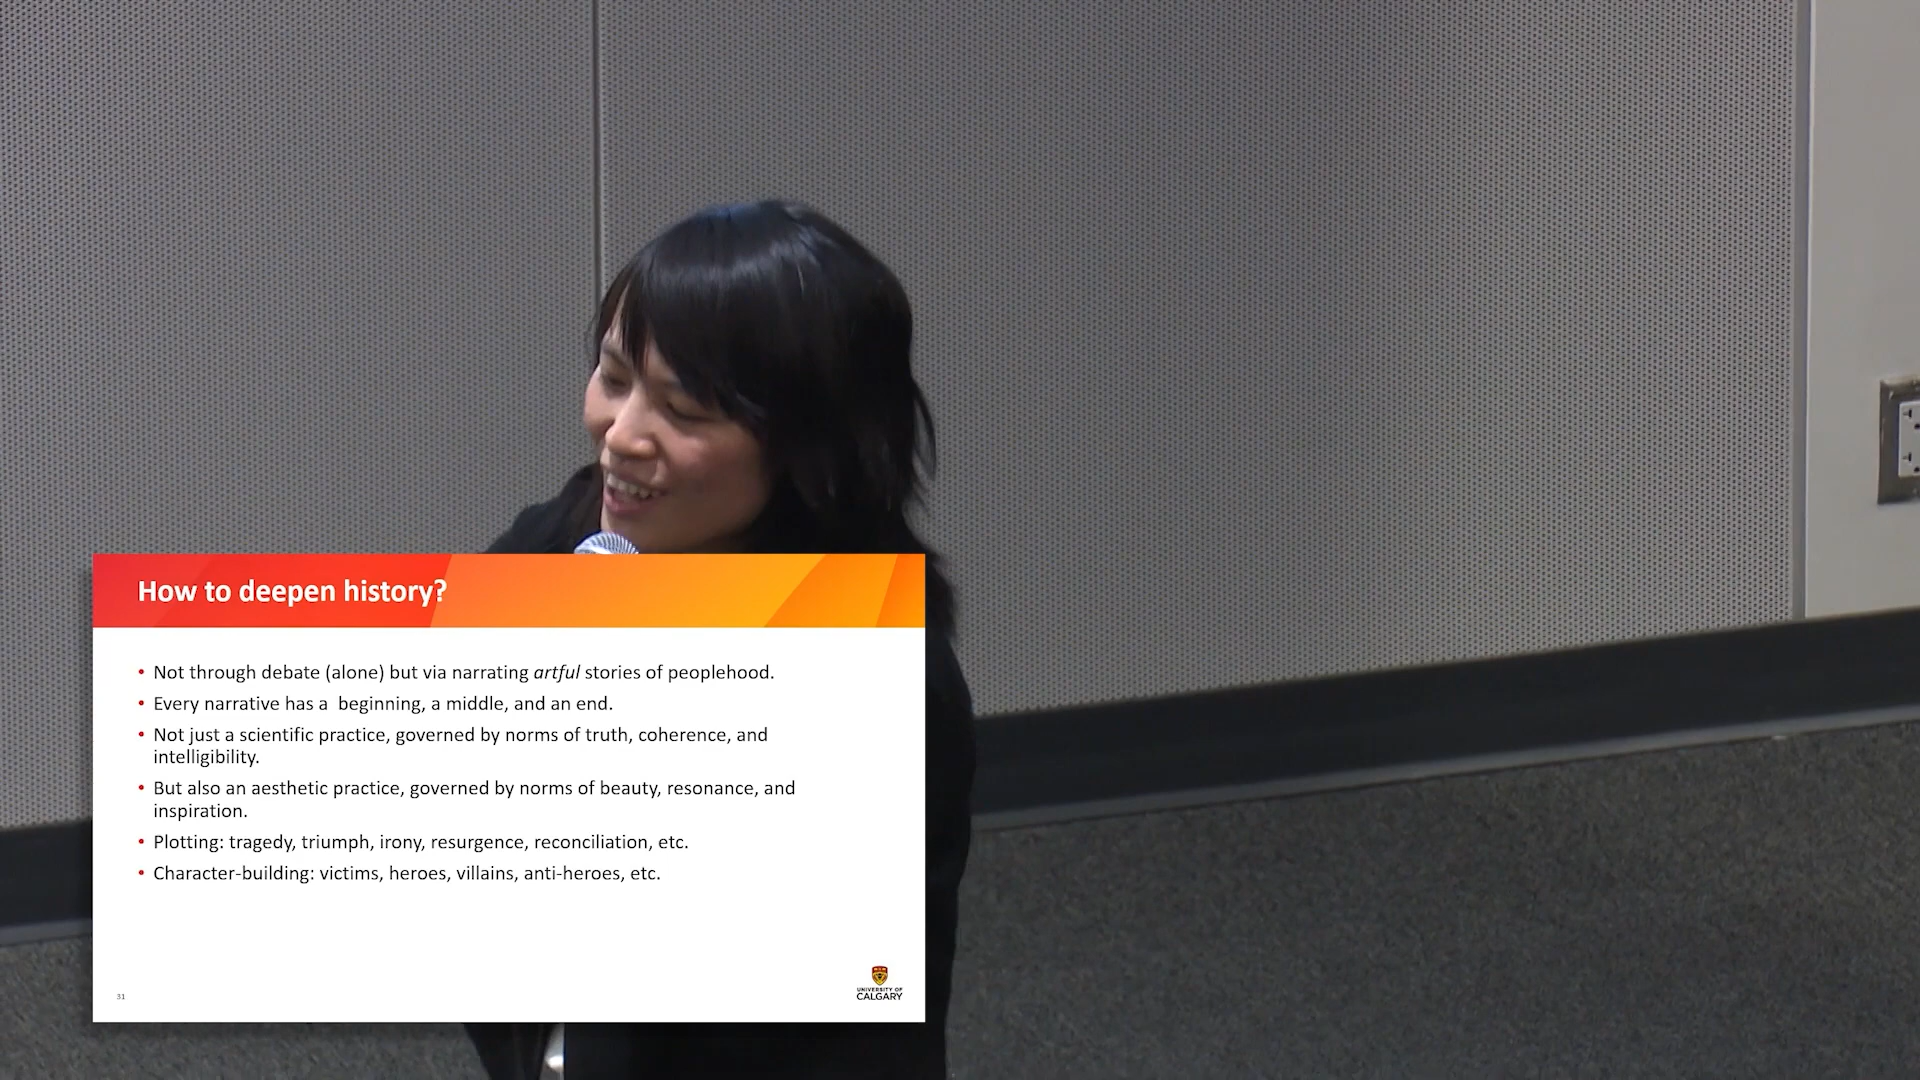 How to deepen history?
• Not through debate (alone) but via narrating artful stories of peoplehood.
• Every narrative has a  beginning, a middle, and an end.
• Not just a scientific practice, governed by norms of truth, coherence, and
intelligibility.
• But also an aesthetic practice, governed by norms of beauty, resonance, and
inspiration.
• Plotting: tragedy, triumph, irony, resurgence, reconciliation, etc.
• Character-building: victims, heroes, villains, anti-heroes, etc.
31
UNIVERSITY OF
CALGARY